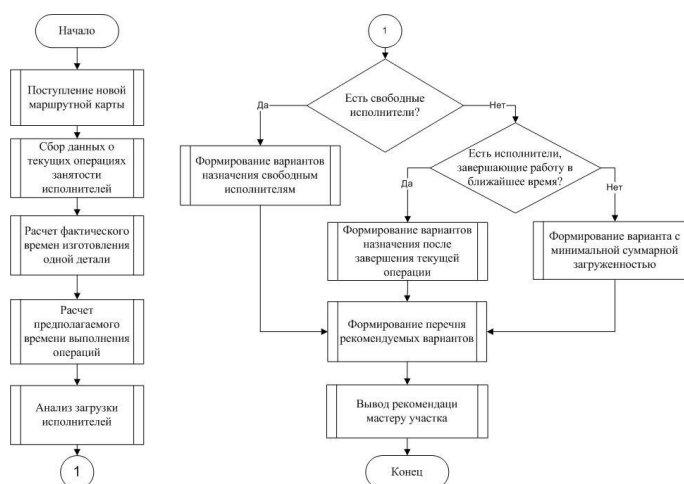 Начало
Поступление новой
маршрутной карты
Сбор данных о
текущих операциях
занятости
исполнителей
Расчет фактического
времен изготовления
одной детали
Расчет
предполагаемого
времени выполнения
операций
Анализ загрузки
исполнителей
1
1
Есть свободные
исполнители?
Да
Нет
Формирование вариантов
назначения свободным
исполнителям
Есть исполнители,
завершающие работу в
ближайшее время?
Да
Нет
Формирование вариантов
назначения после
завершения текущей
операции
Формирование варианта с
минимальной суммарной
загруженностью
Формирование перечня
рекомендуемых вариантов
Вывод рекомендаци
мастеру участка
Конец